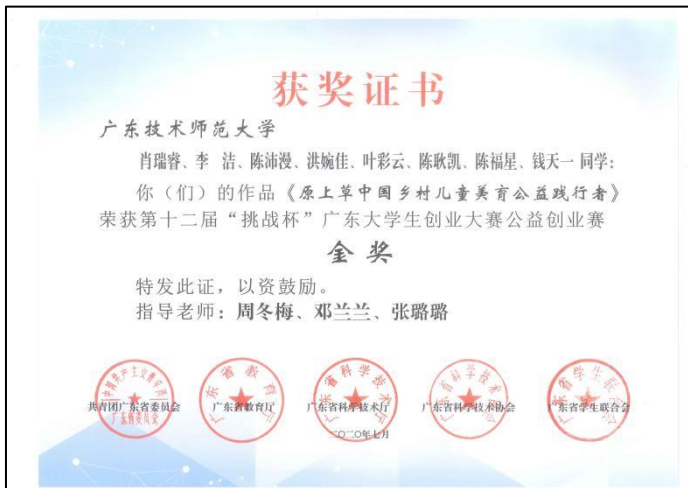 获奖证书
广东技术师范大学
肖瑞睿、李 洁、陈沛漫、洪婉佳、叶彩云、陈耿凯、陈福星、钱天一 同学:
你（们）的作品《原上草中国乡村儿童美育公益践行者》
荣获第十二届“挑战杯”广东大学生创业大赛公益创业赛
金奖
特发此证，以资鼓励。
指导老师：周冬梅、邓兰兰、张璐璐
共青团广东省委员会 广东省教育厅 广东省科学技术厅 广东省科学技术协会 广东省学生联合会
二〇二〇年七月